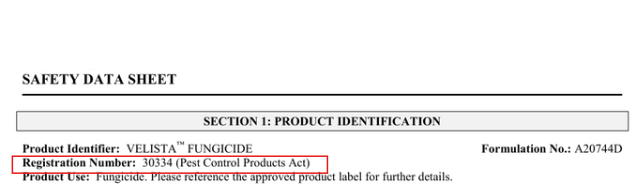 SAFETY DATA SHEET
SECTION 1: PRODUCT IDENTIFICATION
Product Identifier: VELISTA™ FUNGICIDE Formulation No.: A20744D
Registration Number: 30334 (Pest Control Products Act)
Product Use: Fungicide. Please reference the approved product label for further details.